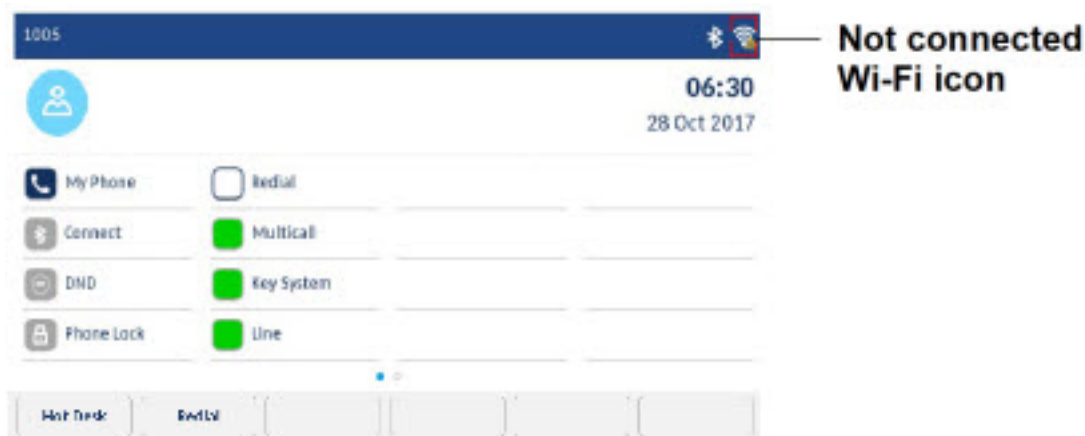 1005
Not connected
Wi-Fi icon
06:30
28 Oct 2017
My Phone
Redial
Connect
Multicall
DND
Key System
Phone Lock
Line
Hot Desk
Redial